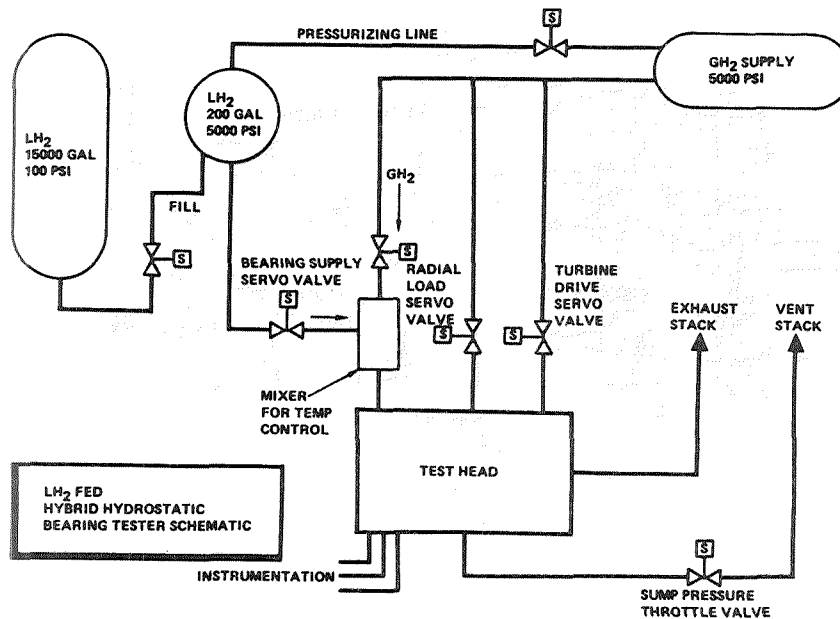 S
PRESSURIZING LINE
GH2 SUPPLY
5000 PSI
LH2
200 GAL
5000 PSI
LH2
15000 GAL
100 PSI
GH2
FILL
S
S
BEARING SUPPLY
SERVO VALVE
S
RADIAL
LOAD
SERVO
VALVE
S
TURBINE
DRIVE
SERVO
VALVE
S
EXHAUST
STACK
VENT
STACK
MIXER
FOR TEMP
CONTROL
TEST HEAD
LH2 FED
HYBRID HYDROSTATIC
BEARING TESTER SCHEMATIC
INSTRUMENTATION
S
SUMP PRESSURE
THROTTLE VALVE